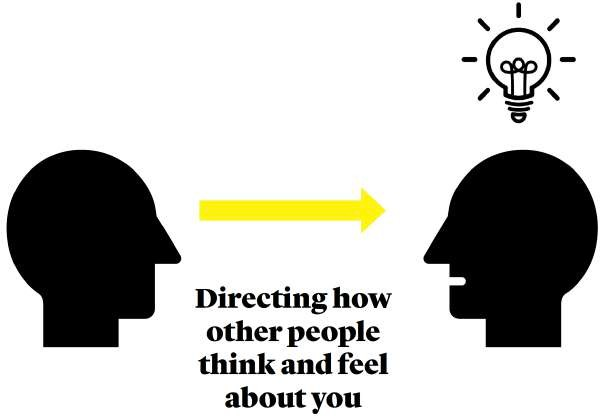 Directing how
other people
think and feel
about you